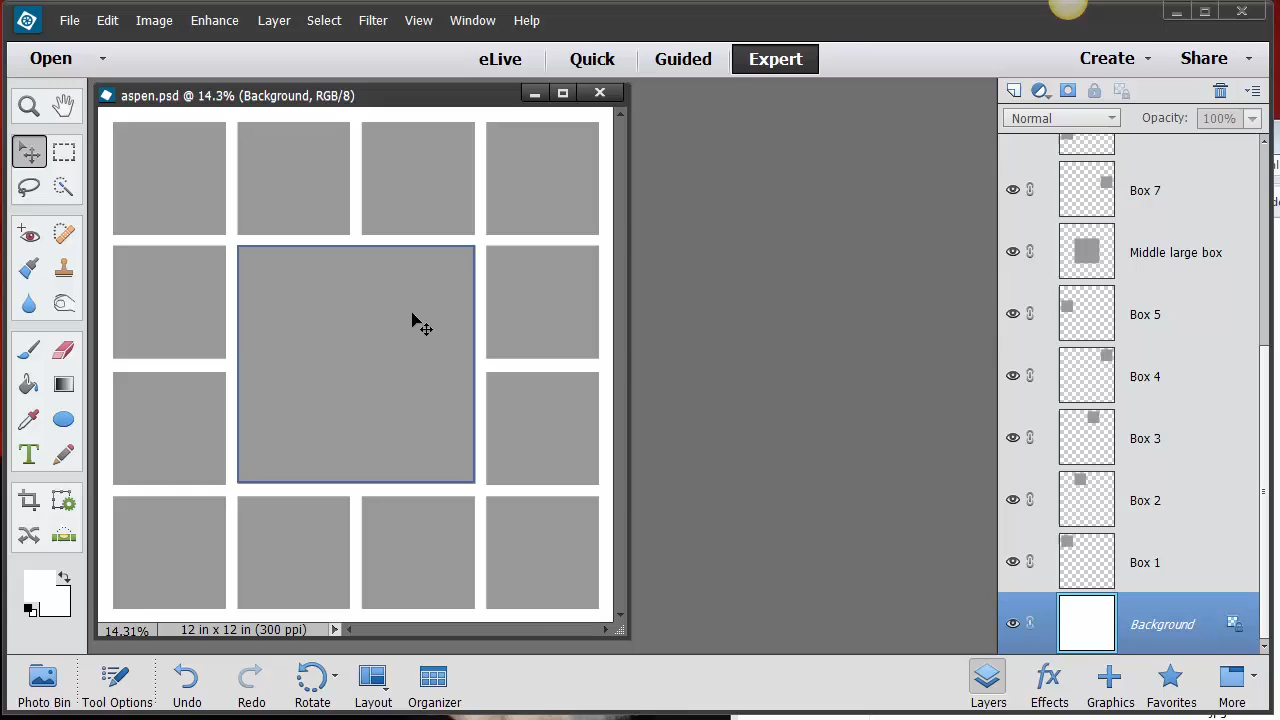 File Edit Image Enhance Layer Select Filter View Window Help
Open eLive Quick Guided Expert Create Share
aspen.psd @ 14.3% (Background, RGB/8)
Normal Opacity: 100%
Box 7
Middle large box
Box 5
Box 4
Box 3
Box 2
Box 1
Background
14.31% 12 in x 12 in (300 ppi)
Photo Bin Tool Options Undo Redo Rotate Layout Organizer Layers Effects Graphics Favorites More